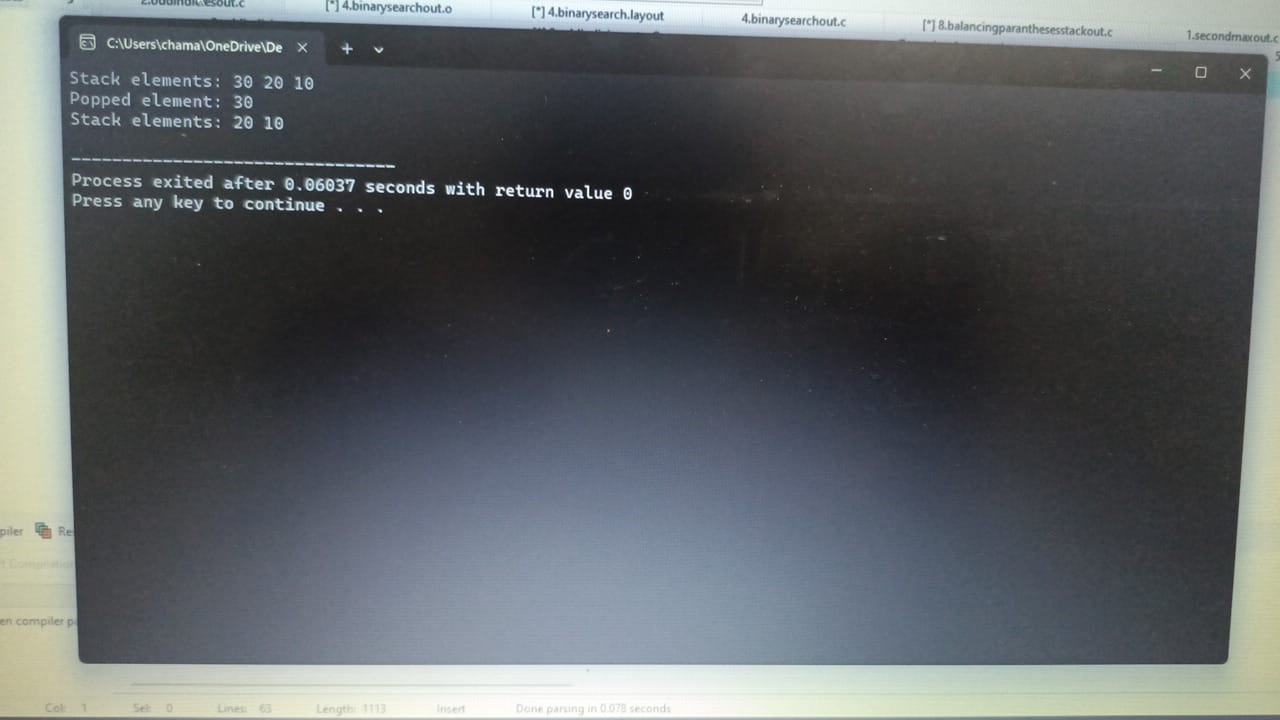 [*] 4.binarysearchout.o [*] 4.binarysearch.layout 4.binarysearchout.c [*] 8.balancingparanthesesstackout.c 1.secondmaxout.c
C:\Users\chama\OneDrive\De
Stack elements: 30 20 10
Popped element: 30
Stack elements: 20 10
--------------------------------
Process exited after 0.06037 seconds with return value 0
Press any key to continue . . .
piler Re
t Compilation
en compiler pa
Col: 1 Sel: 0 Lines: 63 Length: 1113 Insert Done parsing in 0.078 seconds